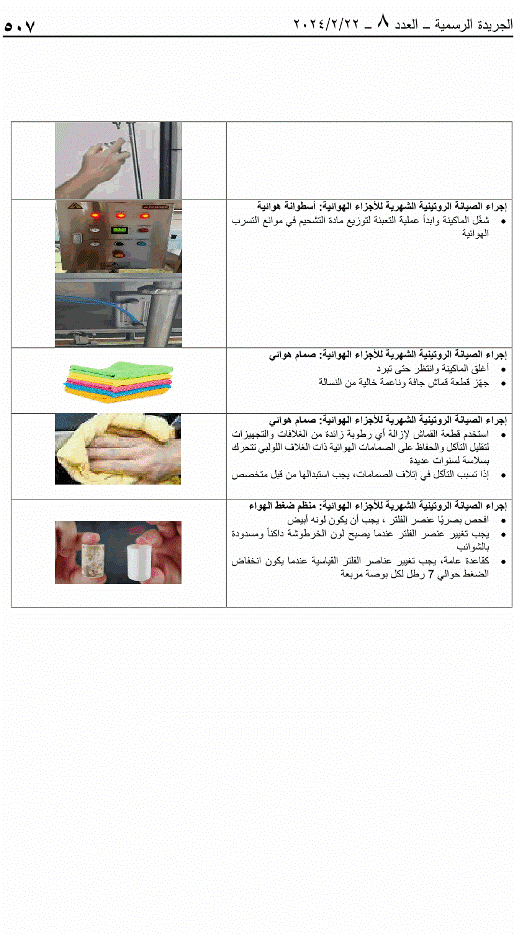 الجريدة الرسمية – العدد ٨ – ٢٠٢٤/٢/٢٢
٥٠٧
إجراء الصيانة الروتينية الشهرية للأجزاء الهوائية: أسطوانة هوائية
• شغّل الماكينة وابدأ عملية التعبئة لتوزيع مادة التشحيم في موانع التسرب
الهوائية
إجراء الصيانة الروتينية الشهرية للأجزاء الهوائية: صمام هوائي
• أغلق الماكينة وانتظر حتى تبرد
• جهّز قطعة قماش جافة وناعمة خالية من النسالة
إجراء الصيانة الروتينية الشهرية للأجزاء الهوائية: صمام هوائي
• استخدم قطعة القماش لإزالة أي رطوبة زائدة من الغلافات والتجهيزات
لتقليل التآكل والحفاظ على الصمامات الهوائية ذات الغلاف اللولبي تتحرك
بسلاسة لسنوات عديدة
• إذا تسبب التآكل في إتلاف الصمامات، يجب استبدالها من قبل متخصص
إجراء الصيانة الروتينية الشهرية للأجزاء الهوائية: منظم ضغط الهواء
• افحص بصريًا عنصر الفلتر ، يجب أن يكون لونه أبيض
• يجب تغيير عنصر الفلتر عندما يصبح لون الخرطوشة داكناً ومسدودة
بالشوائب
• كقاعدة عامة، يجب تغيير عناصر الفلتر القياسية عندما يكون انخفاض
الضغط حوالي 7 رطل لكل بوصة مربعة